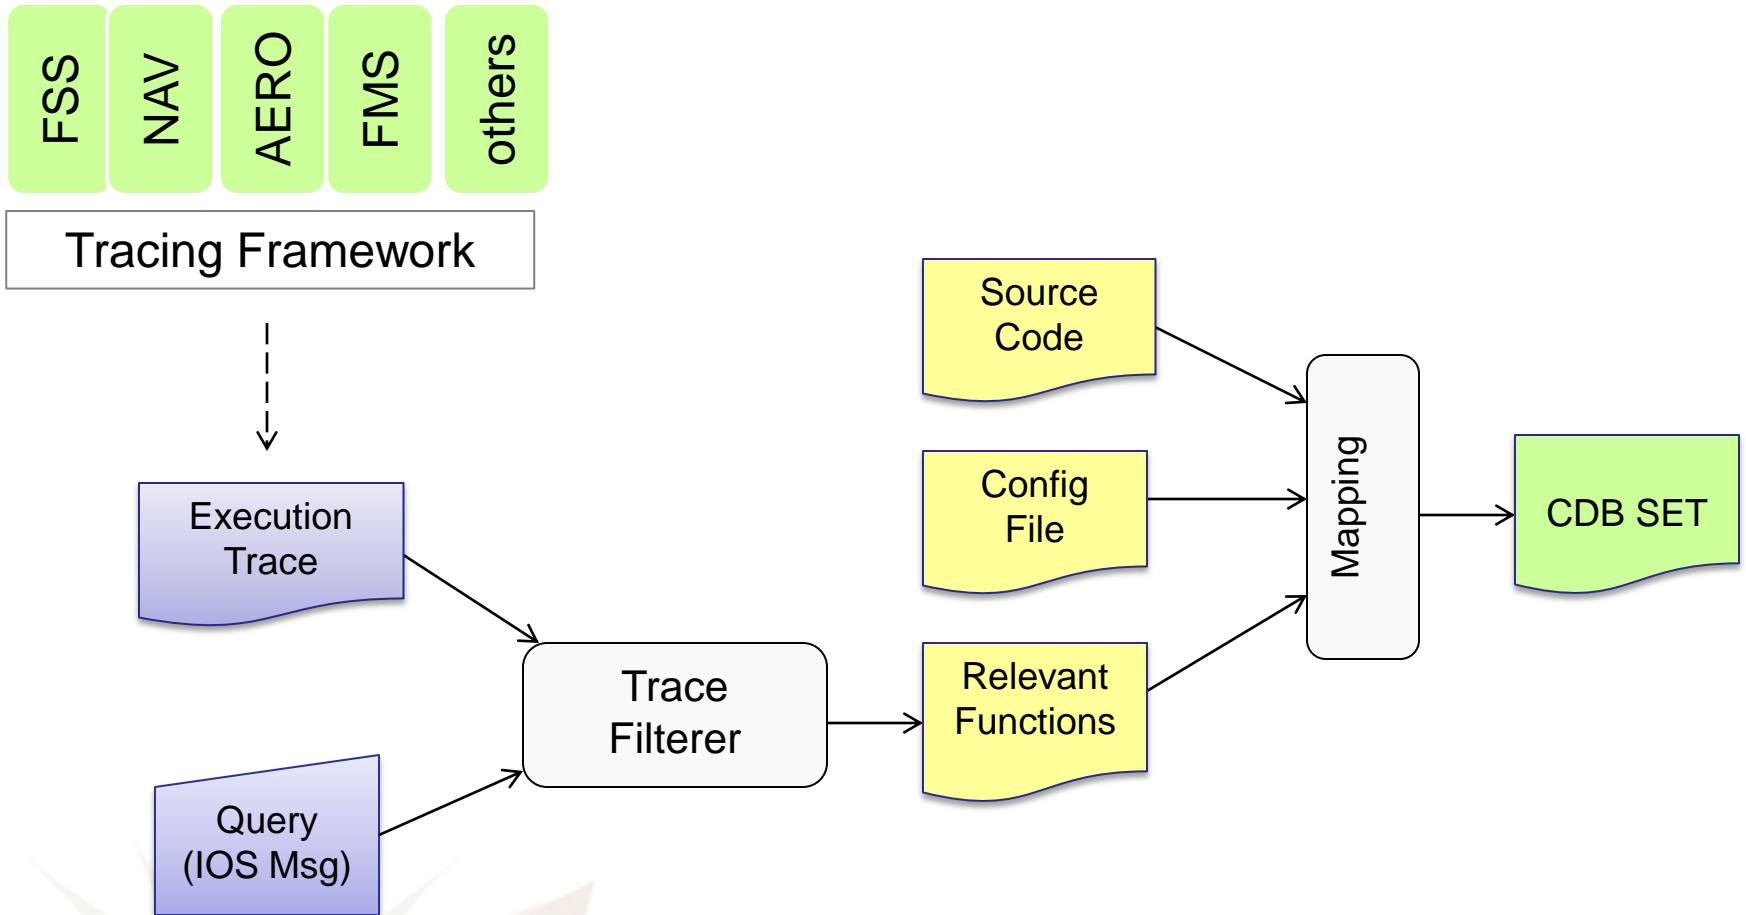 FSS
NAV
AERO
FMS
others
Tracing Framework
Source
Code
Config
File
Mapping
CDB SET
Execution
Trace
Trace
Filterer
Relevant
Functions
Query
(IOS Msg)